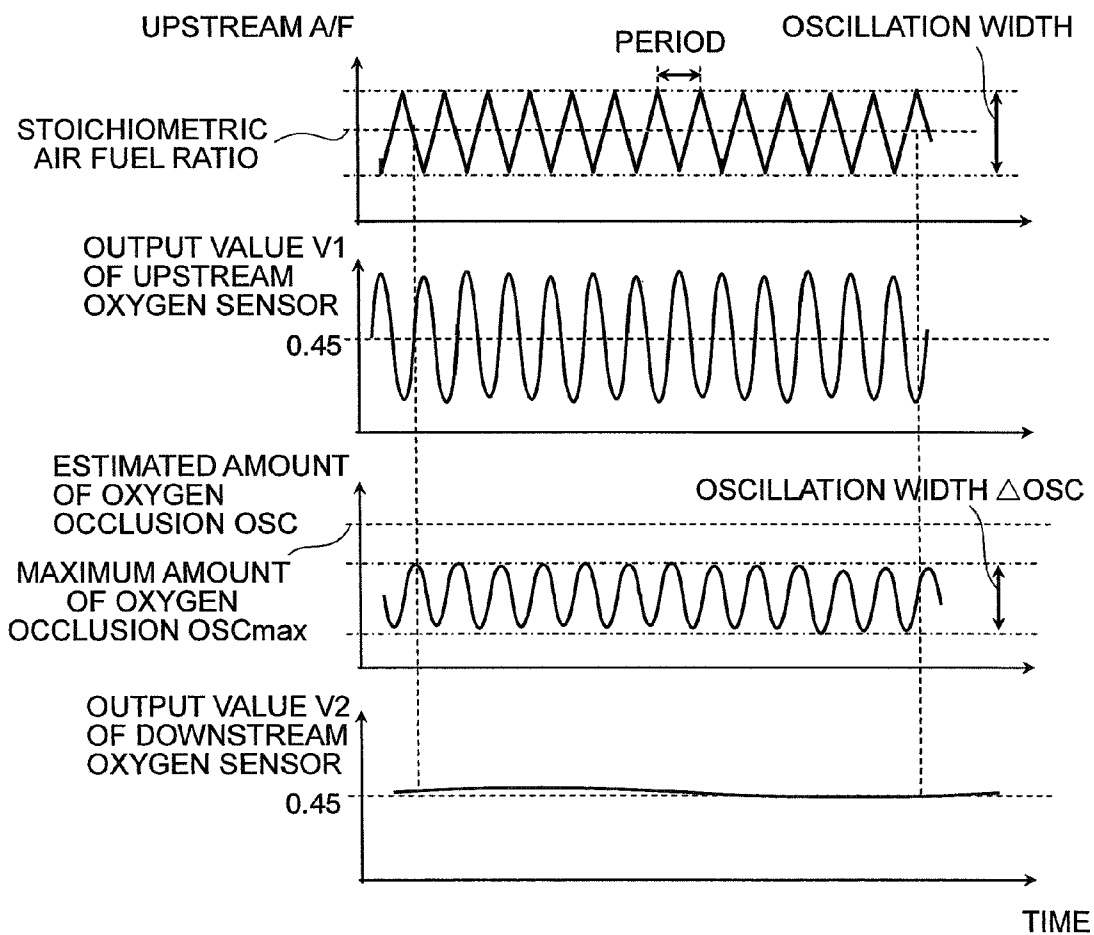 UPSTREAM A/F
PERIOD
OSCILLATION WIDTH
STOICHIOMETRIC
AIR FUEL RATIO
OUTPUT VALUE V1
OF UPSTREAM
OXYGEN SENSOR
0.45
ESTIMATED AMOUNT
OF OXYGEN
OCCLUSION OSC
OSCILLATION WIDTH △OSC
MAXIMUM AMOUNT
OF OXYGEN
OCCLUSION OSCmax
OUTPUT VALUE V2
OF DOWNSTREAM
OXYGEN SENSOR
0.45
TIME